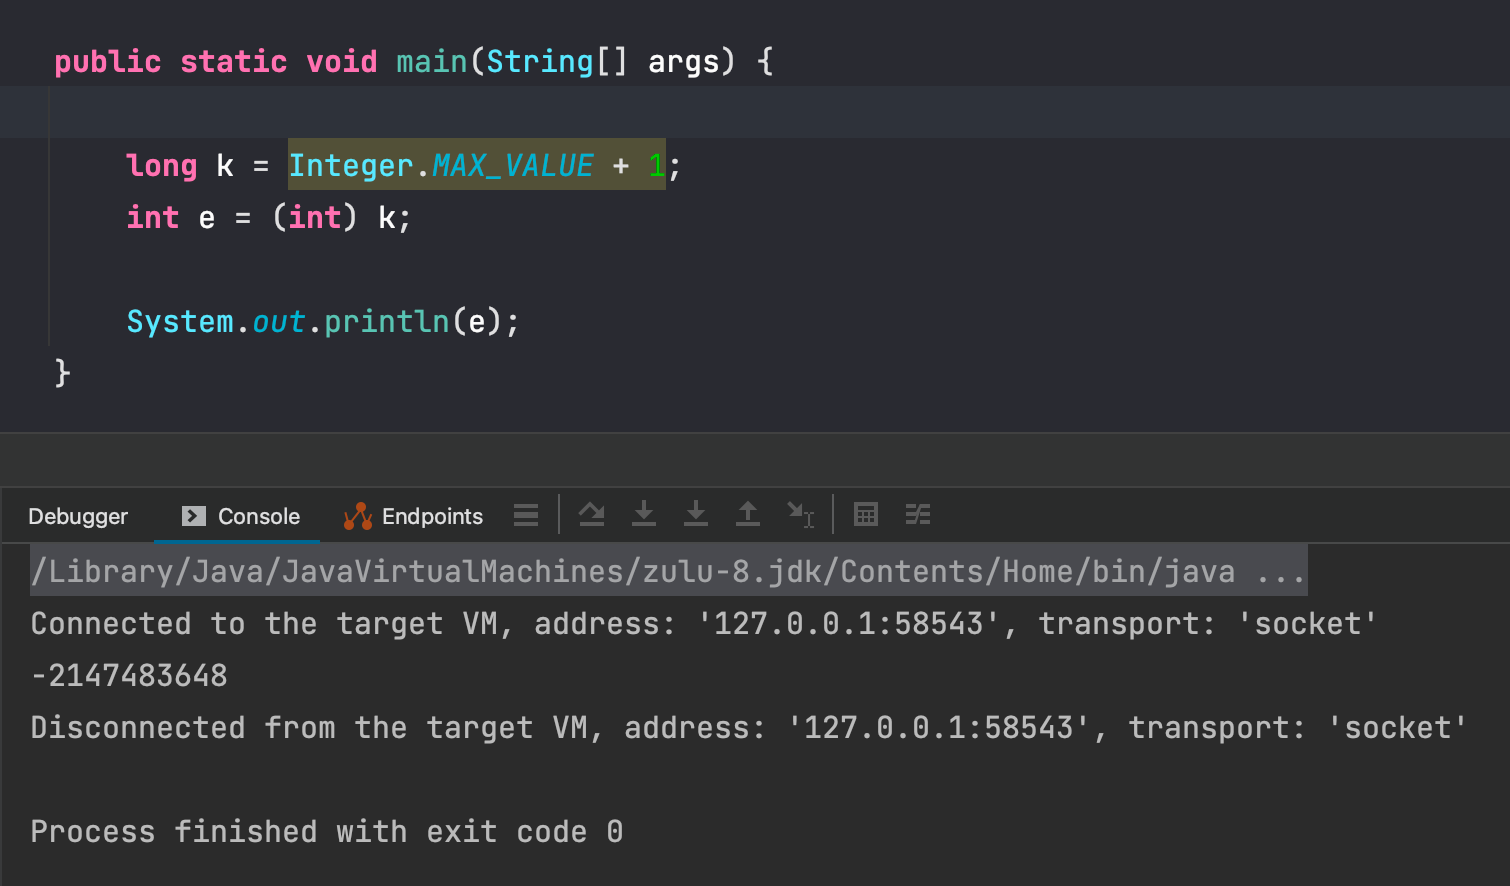 public static void main(String[] args) {
long k = Integer.MAX_VALUE + 1;
int e = (int) k;
System.out.println(e);
}
Debugger Console Endpoints
/Library/Java/JavaVirtualMachines/zulu-8.jdk/Contents/Home/bin/java ...
Connected to the target VM, address: '127.0.0.1:58543', transport: 'socket'
-2147483648
Disconnected from the target VM, address: '127.0.0.1:58543', transport: 'socket'
Process finished with exit code 0